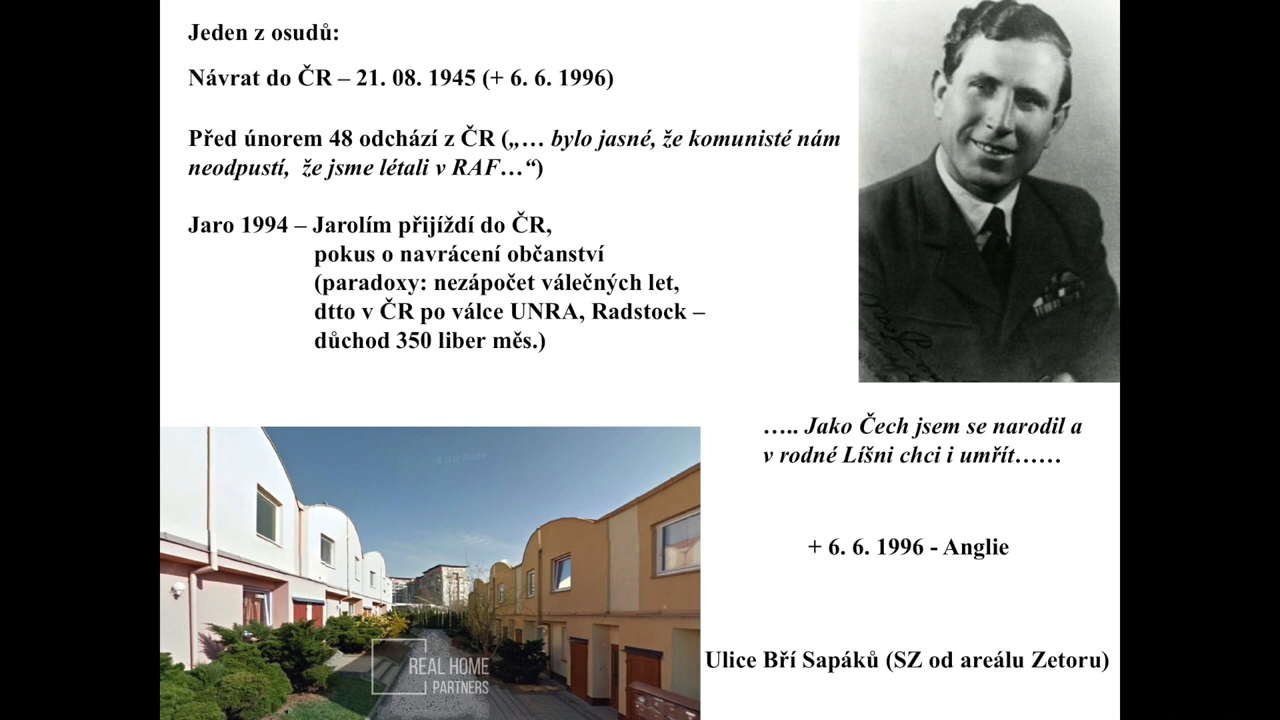 Jeden z osudů:
Návrat do ČR – 21. 08. 1945 (+ 6. 6. 1996)
Před únorem 48 odchází z ČR („… bylo jasné, že komunisté nám
neodpustí, že jsme létali v RAF…“)
Jaro 1994 – Jarolím přijíždí do ČR,
pokus o navrácení občanství
(paradoxy: nezápočet válečných let,
dtto v ČR po válce UNRA, Radstock –
důchod 350 liber měs.)
….. Jako Čech jsem se narodil a
v rodné Líšni chci i umřít……
+ 6. 6. 1996 - Anglie
Ulice Bří Sapáků (SZ od areálu Zetoru)
REAL HOME
PARTNERS